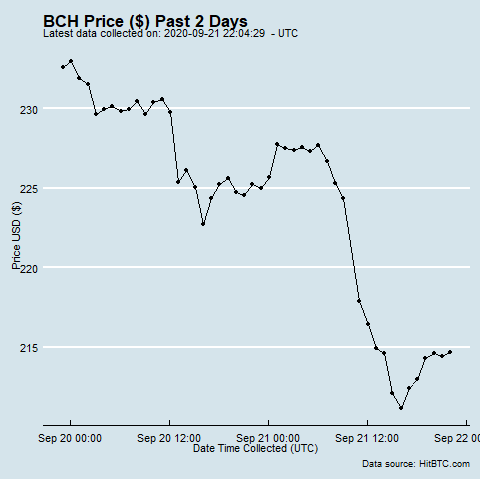 BCH Price ($) Past 2 Days
Latest data collected on: 2020-09-21 22:04:29 - UTC
230
225
220
215
Price USD ($)
Sep 20 00:00 Sep 20 12:00 Sep 21 00:00 Sep 21 12:00 Sep 22 0
Date Time Collected (UTC)
Data source: HitBTC.com